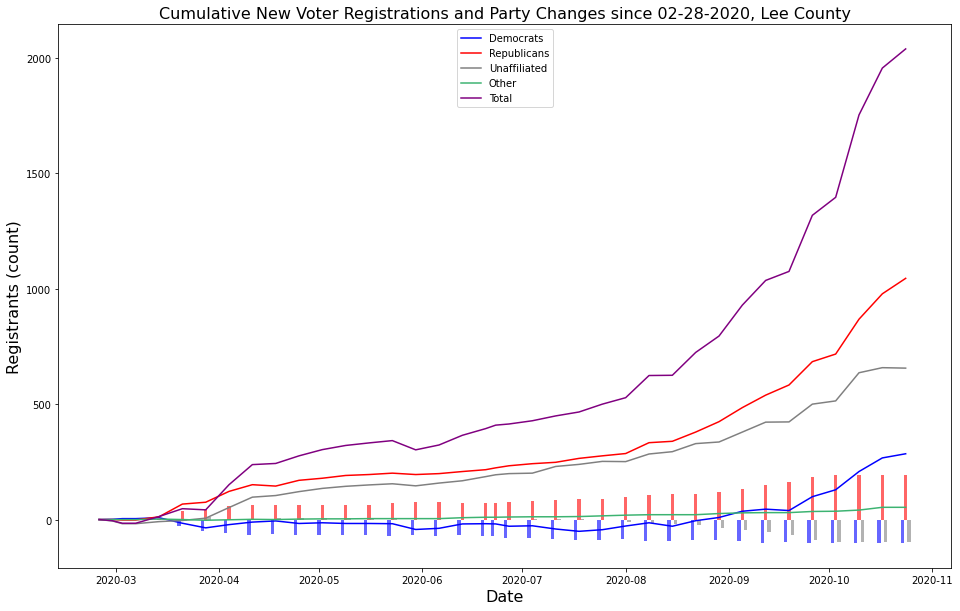 Cumulative New Voter Registrations and Party Changes since 02-28-2020, Lee County
Democrats
Republicans
Unaffiliated
Other
Total
2000
1500
1000
500
0
Registrants (count)
2020-03 2020-04 2020-05 2020-06 2020-07 2020-08 2020-09 2020-10 2020-11
Date